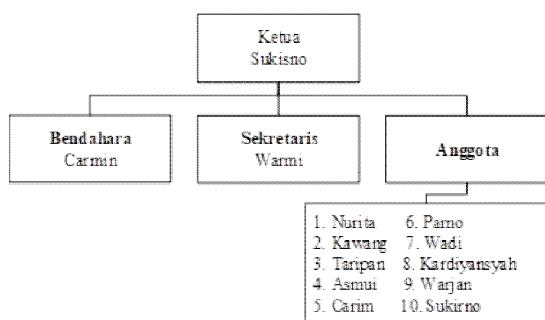 Ketua
Sukisno
Bendahara
Carmin
Sekretaris
Warmi
Anggota
1. Nurita 6. Parno
2. Kawang 7. Wadi
3. Taripan 8. Kardiyansyah
4. Asmui 9. Warjan
5. Carim 10. Sukirno